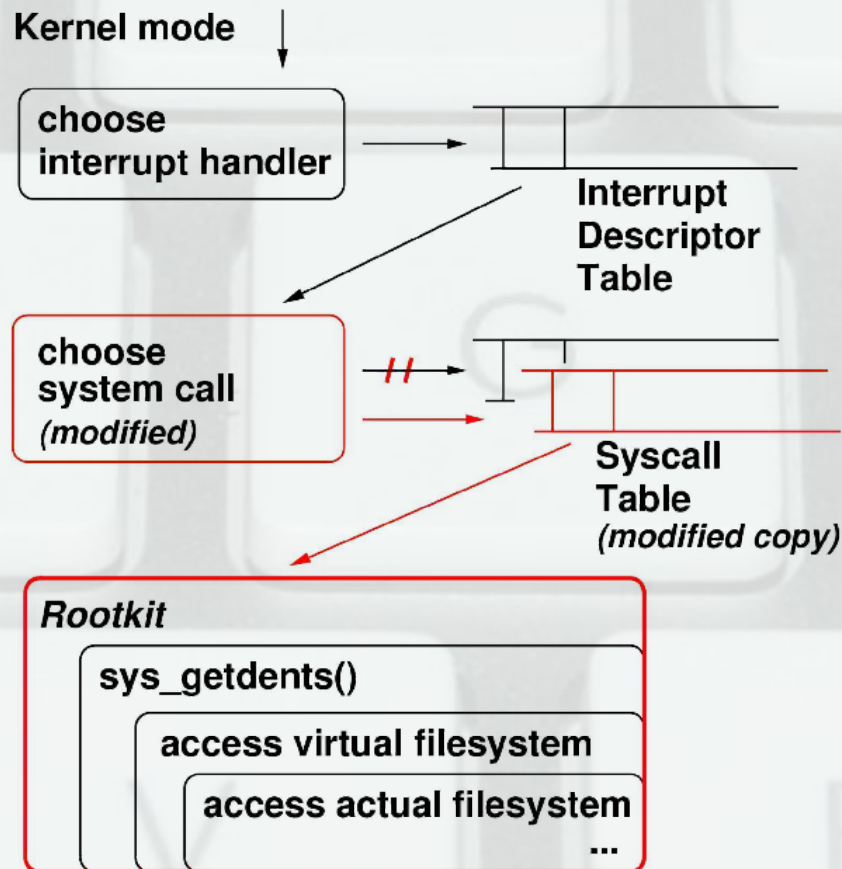 Kernel mode
choose
interrupt handler
Interrupt
Descriptor
Table
choose
system call
(modified)
Syscall
Table
(modified copy)
Rootkit
sys_getdents()
access virtual filesystem
access actual filesystem
...